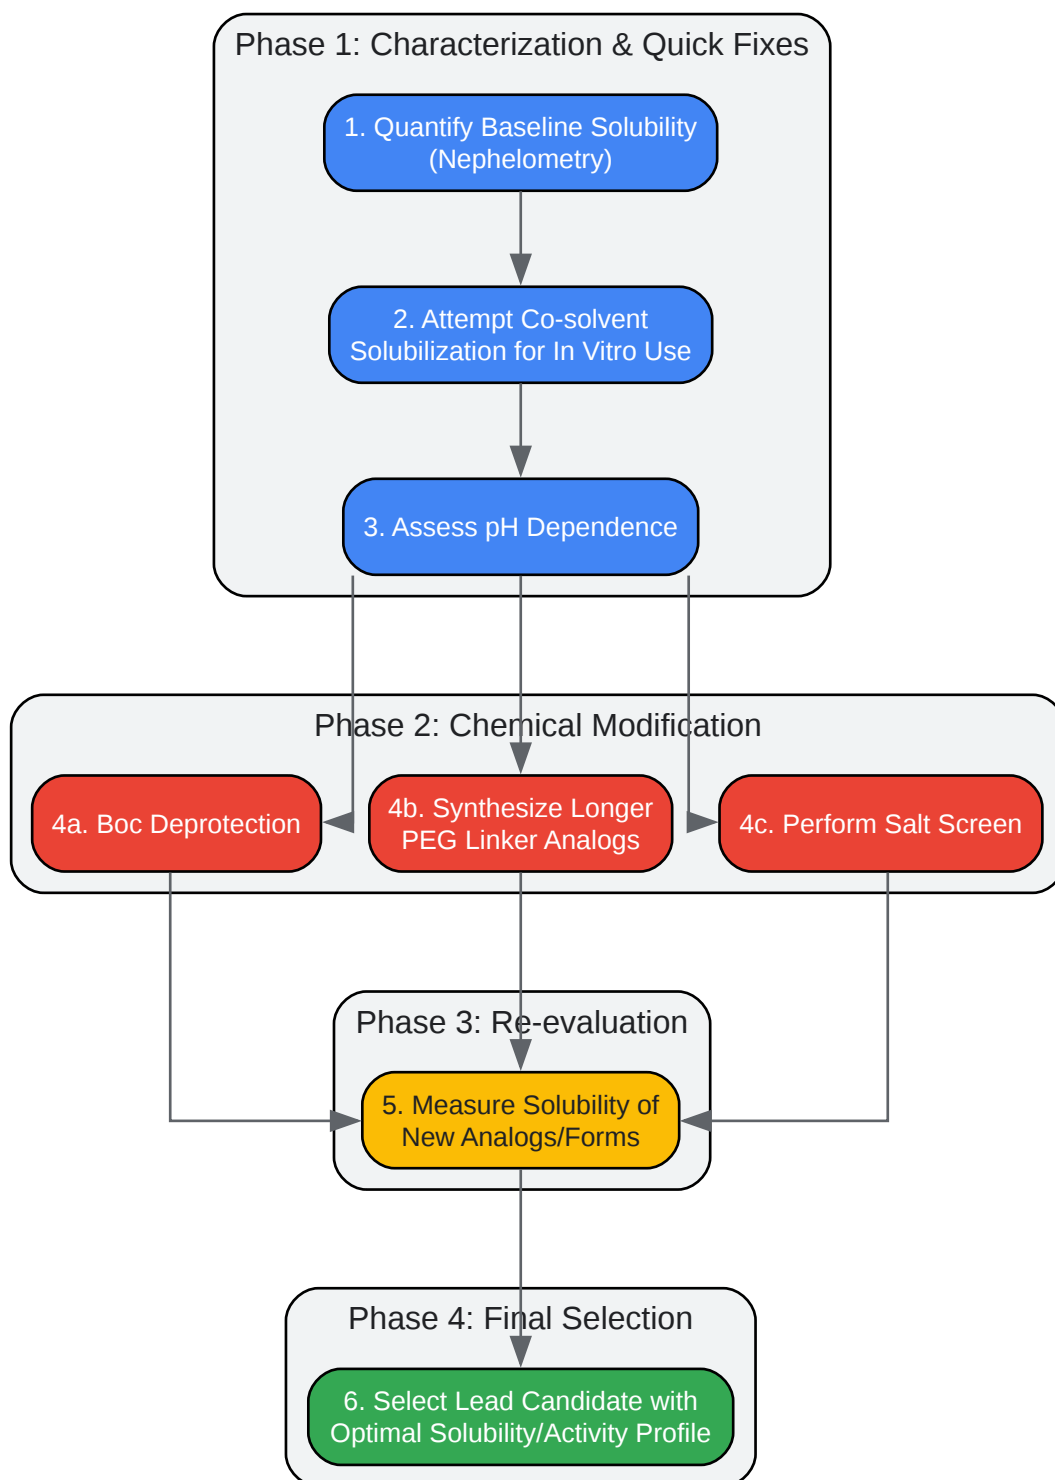 Phase 1: Characterization & Quick Fixes
1. Quantify Baseline Solubility
(Nephelometry)
2. Attempt Co-solvent
Solubilization for In Vitro Use
3. Assess pH Dependence
Phase 2: Chemical Modification
4a. Boc Deprotection
4b. Synthesize Longer
PEG Linker Analogs
4c. Perform Salt Screen
Phase 3: Re-evaluation
5. Measure Solubility of
New Analogs/Forms
Phase 4: Final Selection
6. Select Lead Candidate with
Optimal Solubility/Activity Profile